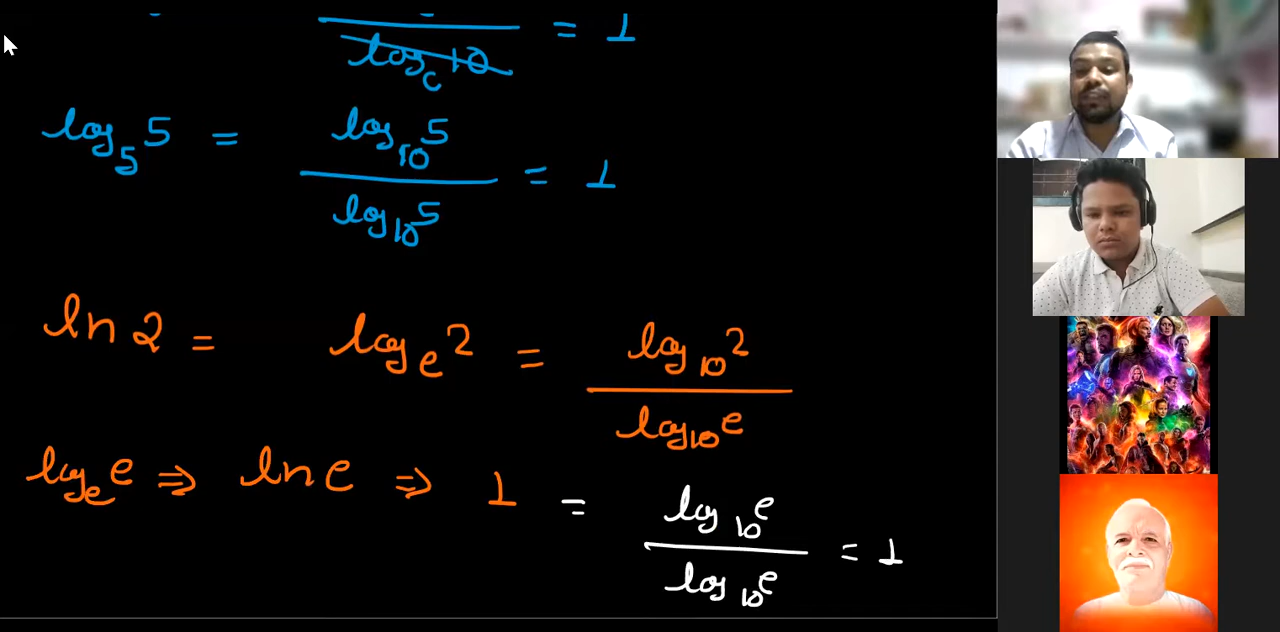 log_c 10 = 1
log_5 5 = log_10 5 / log_10 5 = 1
ln 2 = log_e 2 = log_10 2 / log_10 e
log_e e ⇒ ln e ⇒ 1 = log_10 e / log_10 e = 1